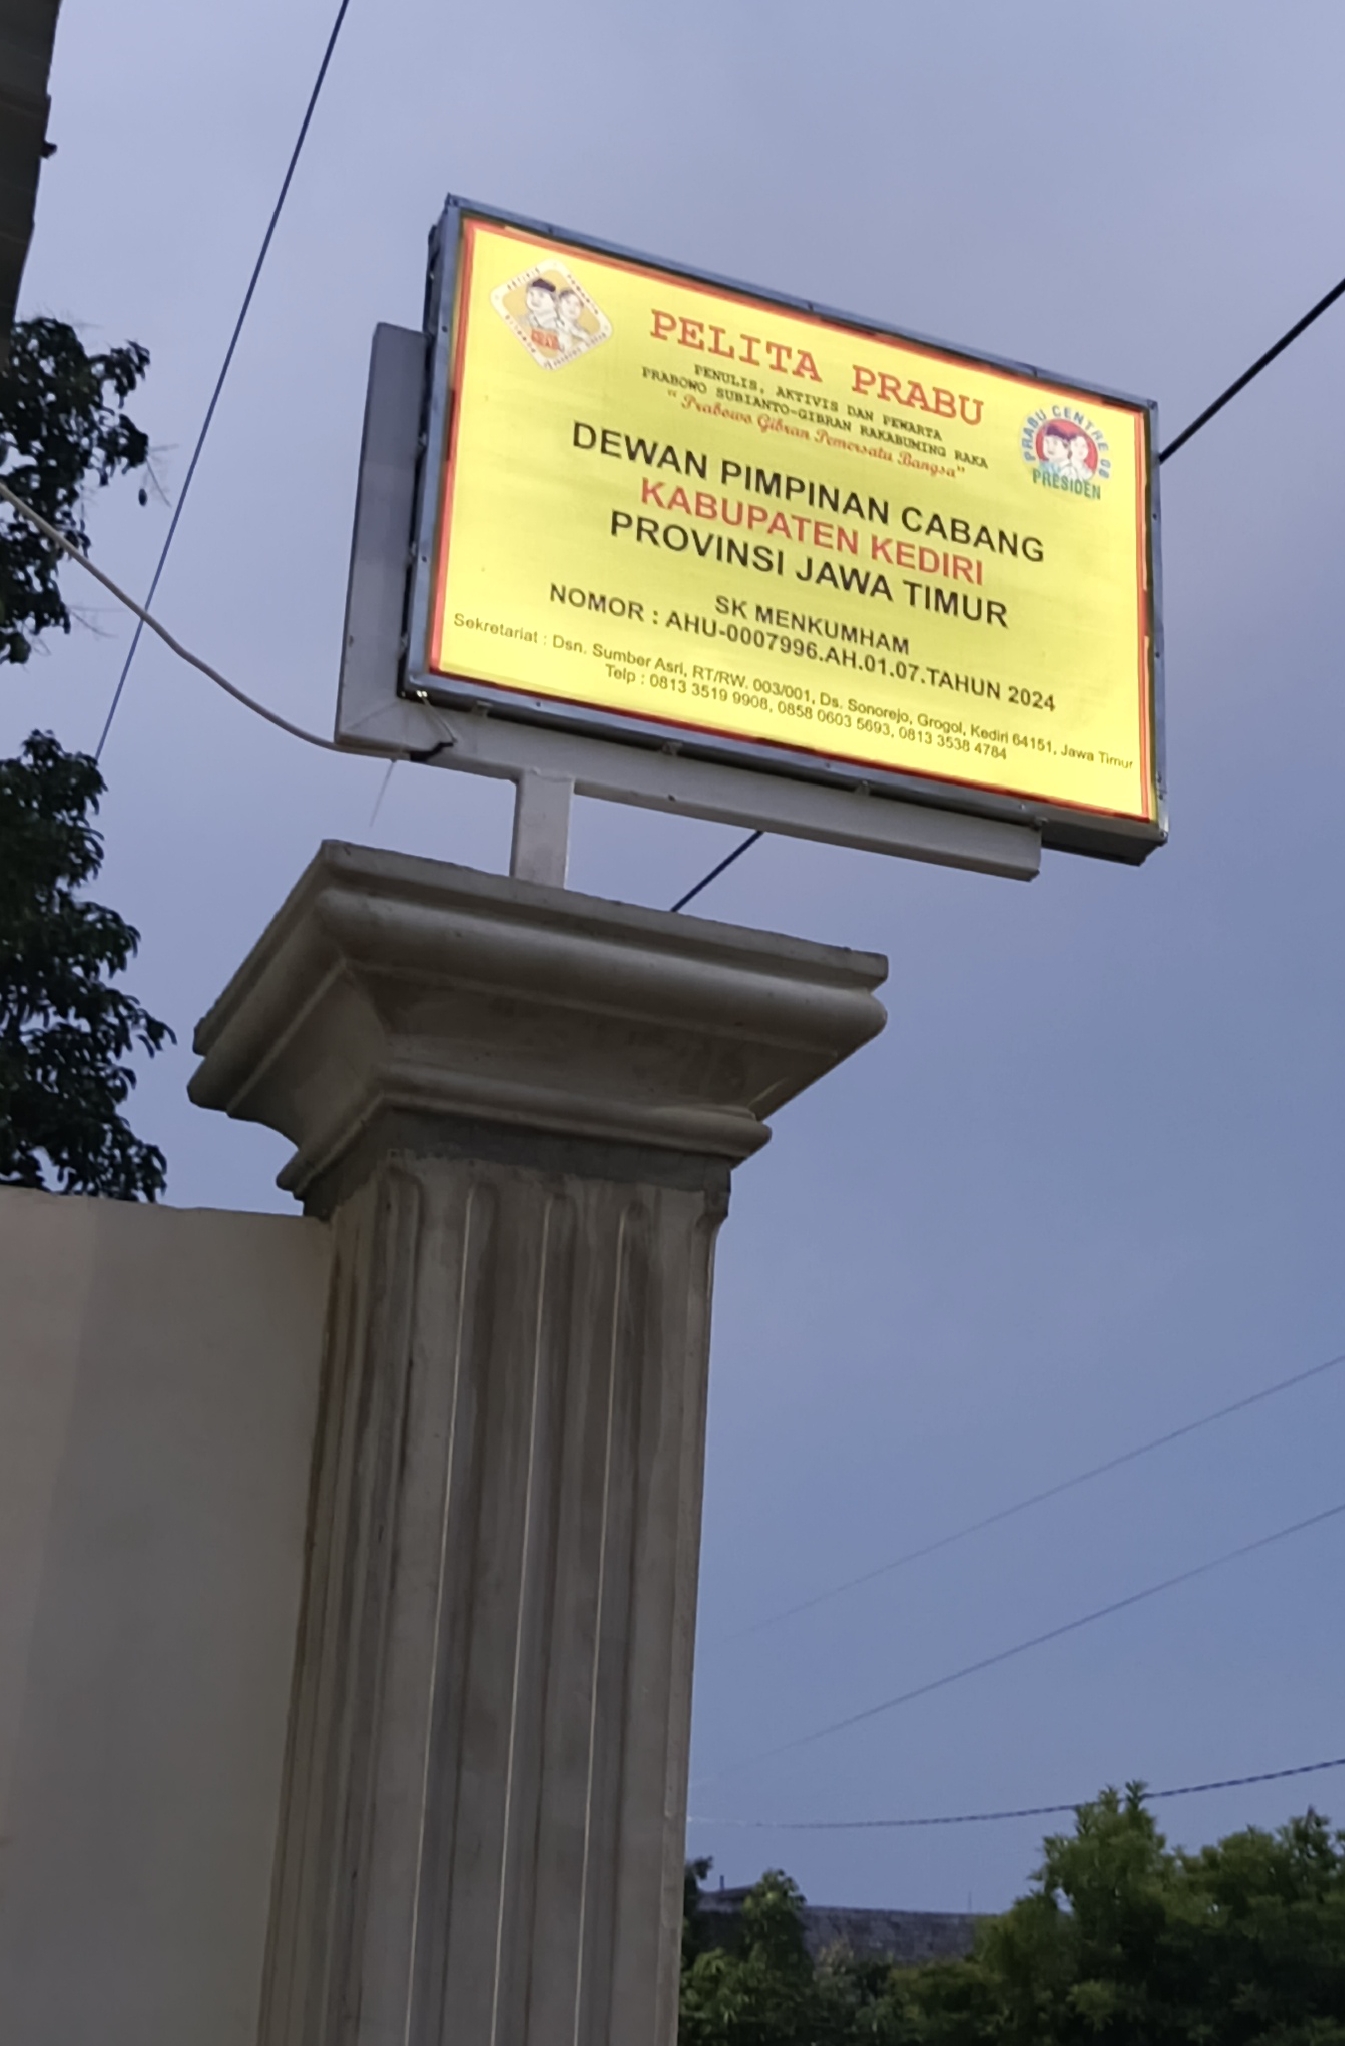 PELITA PRABU
PENULIS, AKTIVIS DAN PEWARTA
PRABOWO SUBIANTO-GIBRAN RAKABUMING RAKA
"Prabowo Gibran Pemersatu Bangsa"
PRABU CENTRE 08
PRESIDEN
DEWAN PIMPINAN CABANG
KABUPATEN KEDIRI
PROVINSI JAWA TIMUR
SK MENKUMHAM
NOMOR : AHU-0007996.AH.01.07.TAHUN 2024
Sekretariat : Dsn. Sumber Asri, RT/RW. 003/001, Ds. Sonorejo, Grogol, Kediri 64151, Jawa Timur
Telp : 0813 3519 9908, 0858 0603 5693, 0813 3538 4784